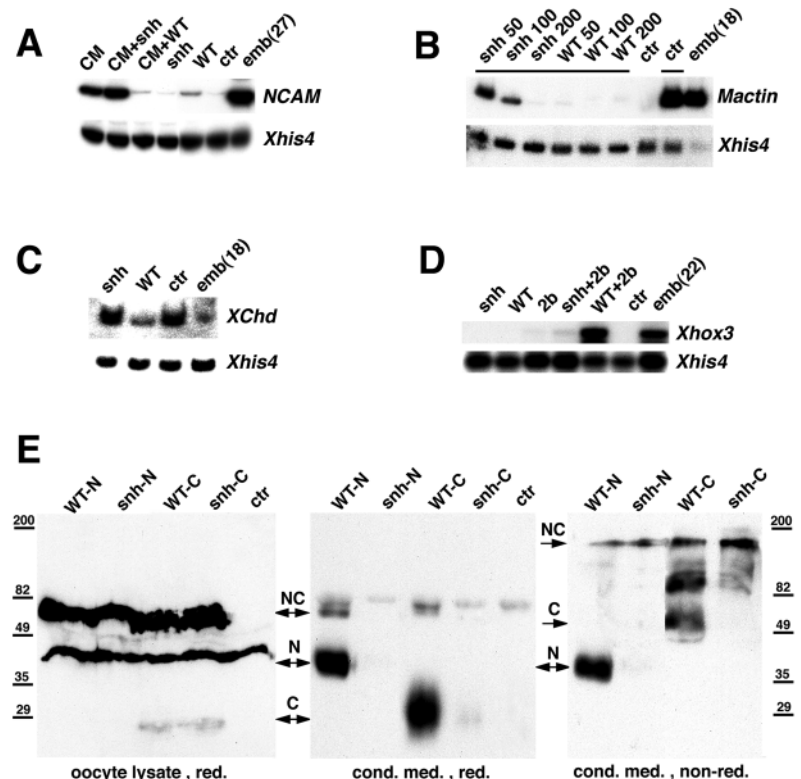 A
CM CM+snh CM+WT snh WT ctr emb(27)
NCAM
Xhis4
B
snh 50 snh 100 snh 200 WT 50 WT 100 WT 200 ctr ctr emb(18)
Mactin
Xhis4
C
snh WT ctr emb(18)
XChd
Xhis4
D
snh WT 2b snh+2b WT+2b ctr emb(22)
Xhox3
Xhis4
E
WT-N snh-N WT-C snh-C ctr
200
82
49
35
29
oocyte lysate , red.
WT-N snh-N WT-C snh-C ctr
NC
N
C
cond. med. , red.
WT-N snh-N WT-C snh-C
NC
C
N
200
82
49
35
29
cond. med. , non-red.